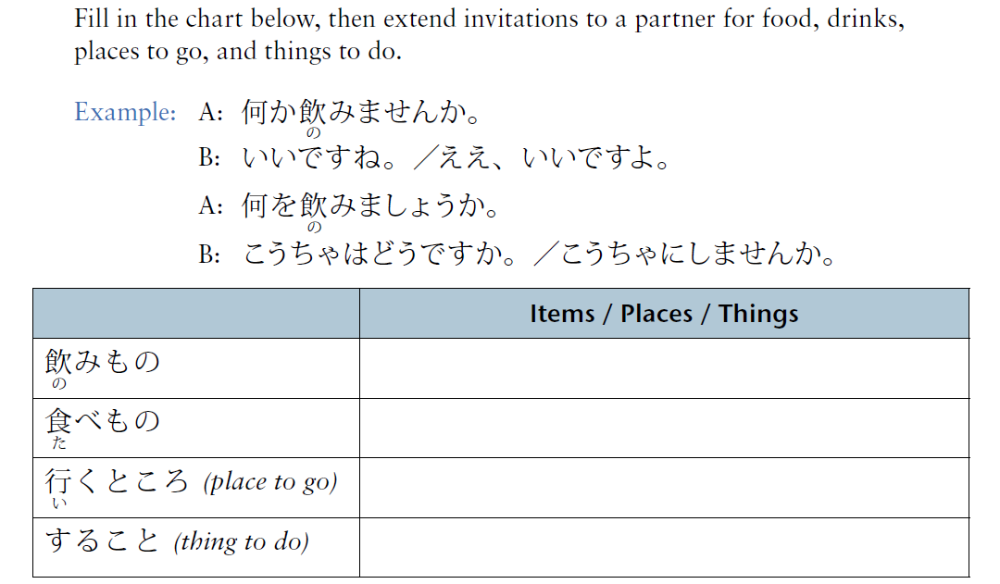 Fill in the chart below, then extend invitations to a partner for food, drinks,
places to go, and things to do.
Example: A: 何か飲みませんか。
の
B: いいですね。／ええ、いいですよ。
A: 何を飲みましょうか。
の
B: こうちゃはどうですか。／こうちゃにしませんか。
Items / Places / Things
飲みもの
の
食べもの
た
行くところ (place to go)
い
すること (thing to do)